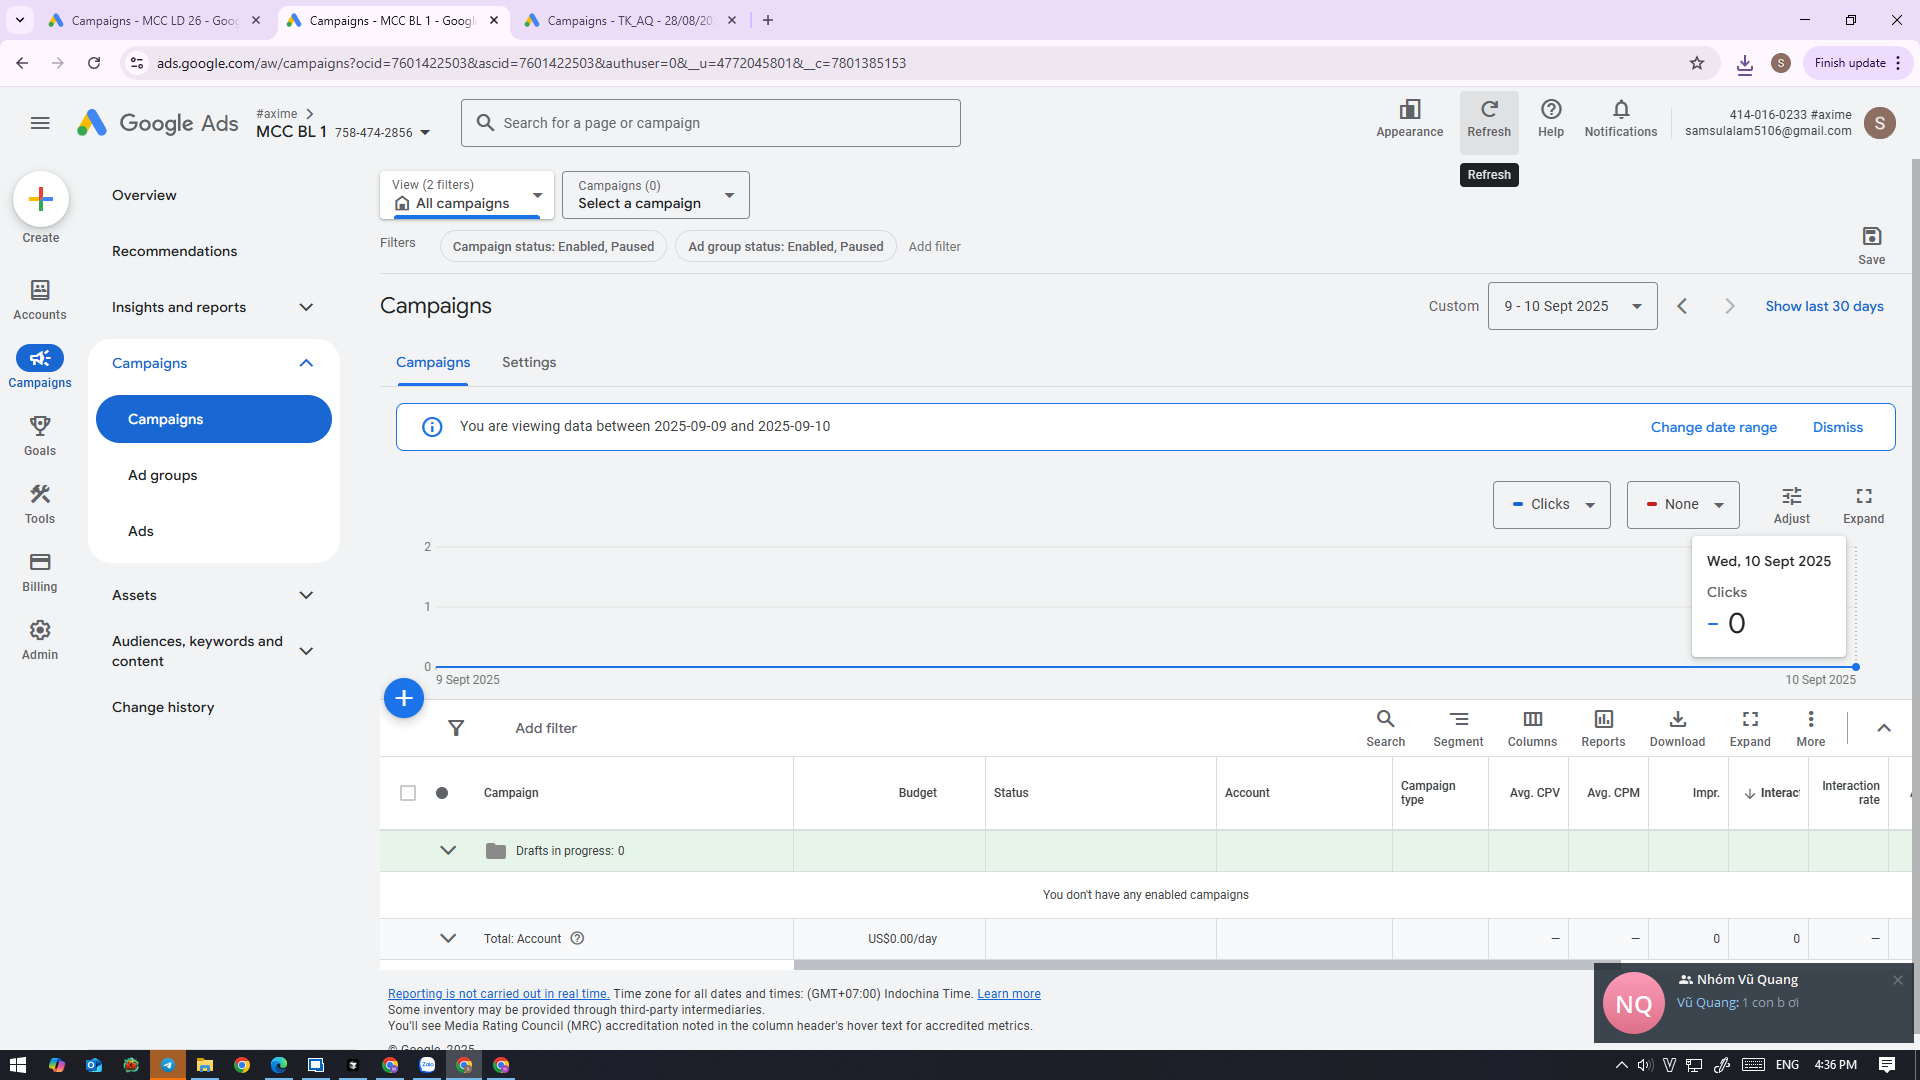 Campaigns - MCC LD 26 - Goog
Campaigns - MCC BL 1 - Google
Campaigns - TK_AQ - 28/08/20
ads.google.com/aw/campaigns?ocid=7601422503&ascid=7601422503&authuser=0&__u=4772045801&__c=7801385153
S
Finish update
Google Ads
#axime
MCC BL 1 758-474-2856
Search for a page or campaign
Appearance
Refresh
Help
Notifications
414-016-0233 #axime
samsulalam5106@gmail.com
S
Refresh
Create
Accounts
Campaigns
Goals
Tools
Billing
Admin
Overview
Recommendations
Insights and reports
Campaigns
Campaigns
Ad groups
Ads
Assets
Audiences, keywords and
content
Change history
View (2 filters)
All campaigns
Campaigns (0)
Select a campaign
Filters
Campaign status: Enabled, Paused
Ad group status: Enabled, Paused
Add filter
Save
Campaigns
Custom
9 - 10 Sept 2025
Show last 30 days
Campaigns
Settings
You are viewing data between 2025-09-09 and 2025-09-10
Change date range
Dismiss
Clicks
None
Adjust
Expand
2
1
0
9 Sept 2025
10 Sept 2025
Wed, 10 Sept 2025
Clicks
0
Add filter
Search
Segment
Columns
Reports
Download
Expand
More
Campaign
Budget
Status
Account
Campaign
type
Avg. CPV
Avg. CPM
Impr.
Interact
Interaction
rate
Drafts in progress: 0
You don't have any enabled campaigns
Total: Account
US$0.00/day
—
—
0
0
—
Reporting is not carried out in real time. Time zone for all dates and times: (GMT+07:00) Indochina Time. Learn more
Some inventory may be provided through third-party intermediaries.
You'll see Media Rating Council (MRC) accreditation noted in the column header's hover text for accredited metrics.
© Google, 2025
NQ
Nhóm Vũ Quang
Vũ Quang: 1 con b ơi
Zalo
ENG
4:36 PM